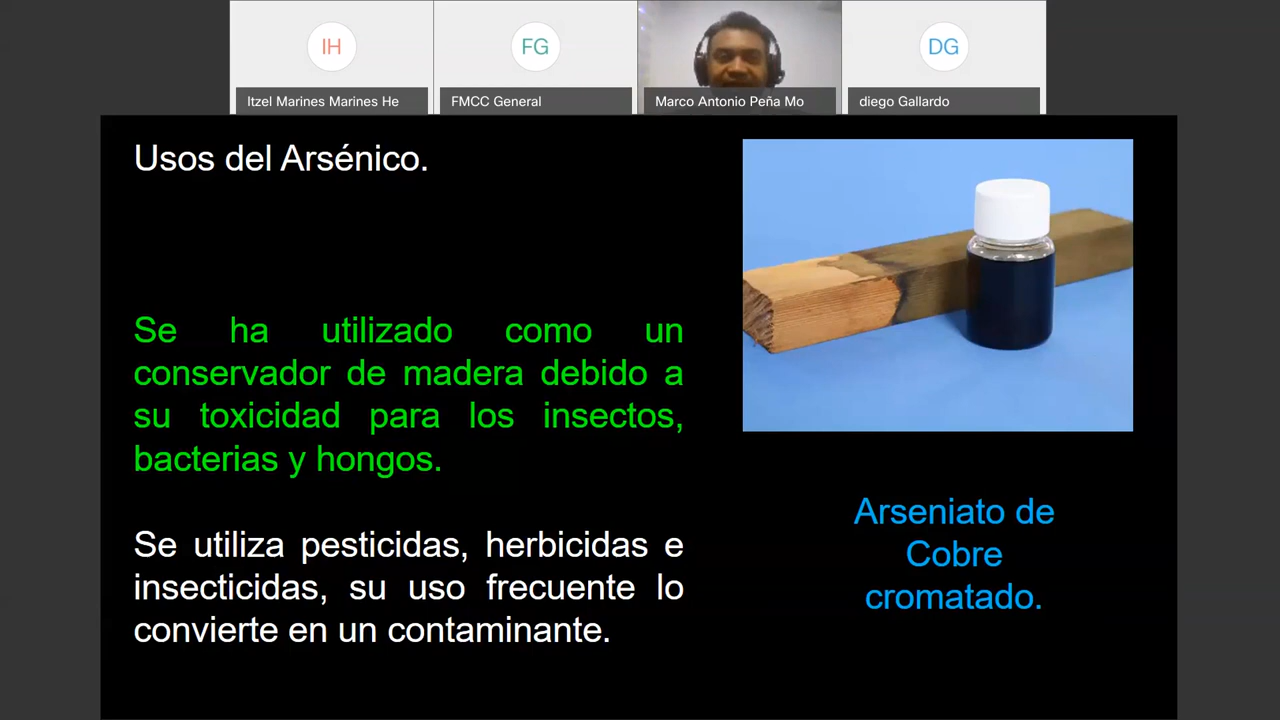 IH
FG
DG
Itzel Marines Marines He
FMCC General
Marco Antonio Peña Mo
diego Gallardo
Usos del Arsénico.
Se ha utilizado como un
conservador de madera debido a
su toxicidad para los insectos,
bacterias y hongos.
Se utiliza pesticidas, herbicidas e
insecticidas, su uso frecuente lo
convierte en un contaminante.
Arseniato de
Cobre
cromatado.